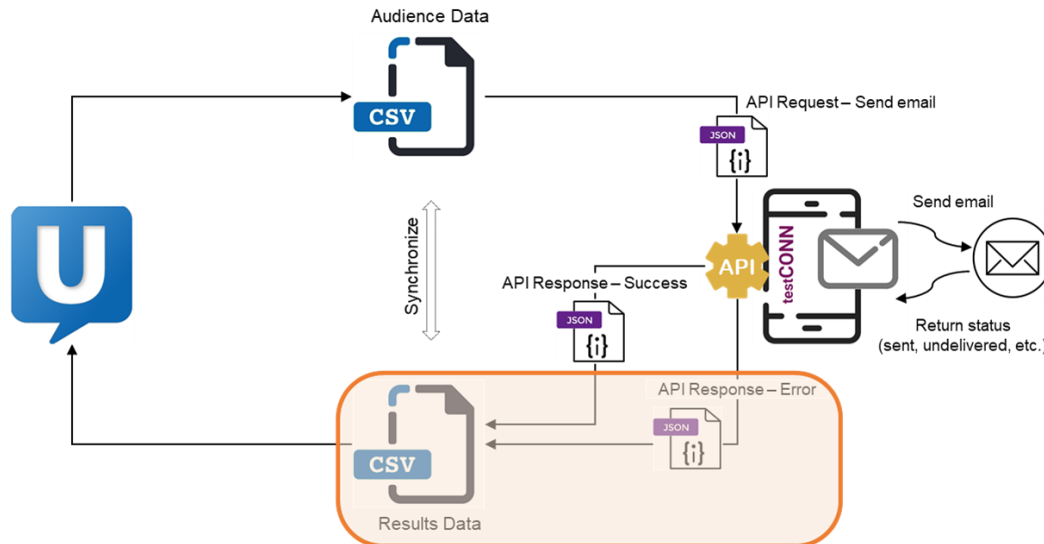 Audience Data
CSV
API Request – Send email
JSON
{i}
U
Synchronize
API
testCONN
Send email
Return status
(sent, undelivered, etc.)
API Response – Success
JSON
{i}
API Response – Error
JSON
{i}
CSV
Results Data